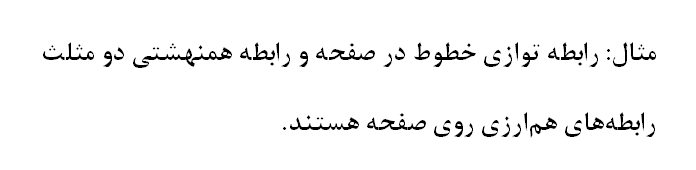 مثال: رابطه توازی خطوط در صفحه و رابطه همنهشتی دو مثلث
رابطه‌های هم‌ارزی روی صفحه هستند.